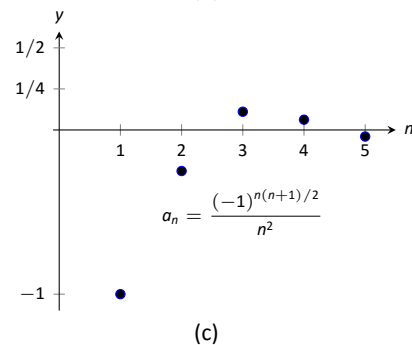 y
1/2
1/4
n
1 2 3 4 5
a_n = (-1)^{n(n+1)/2} / n^2
−1
(c)